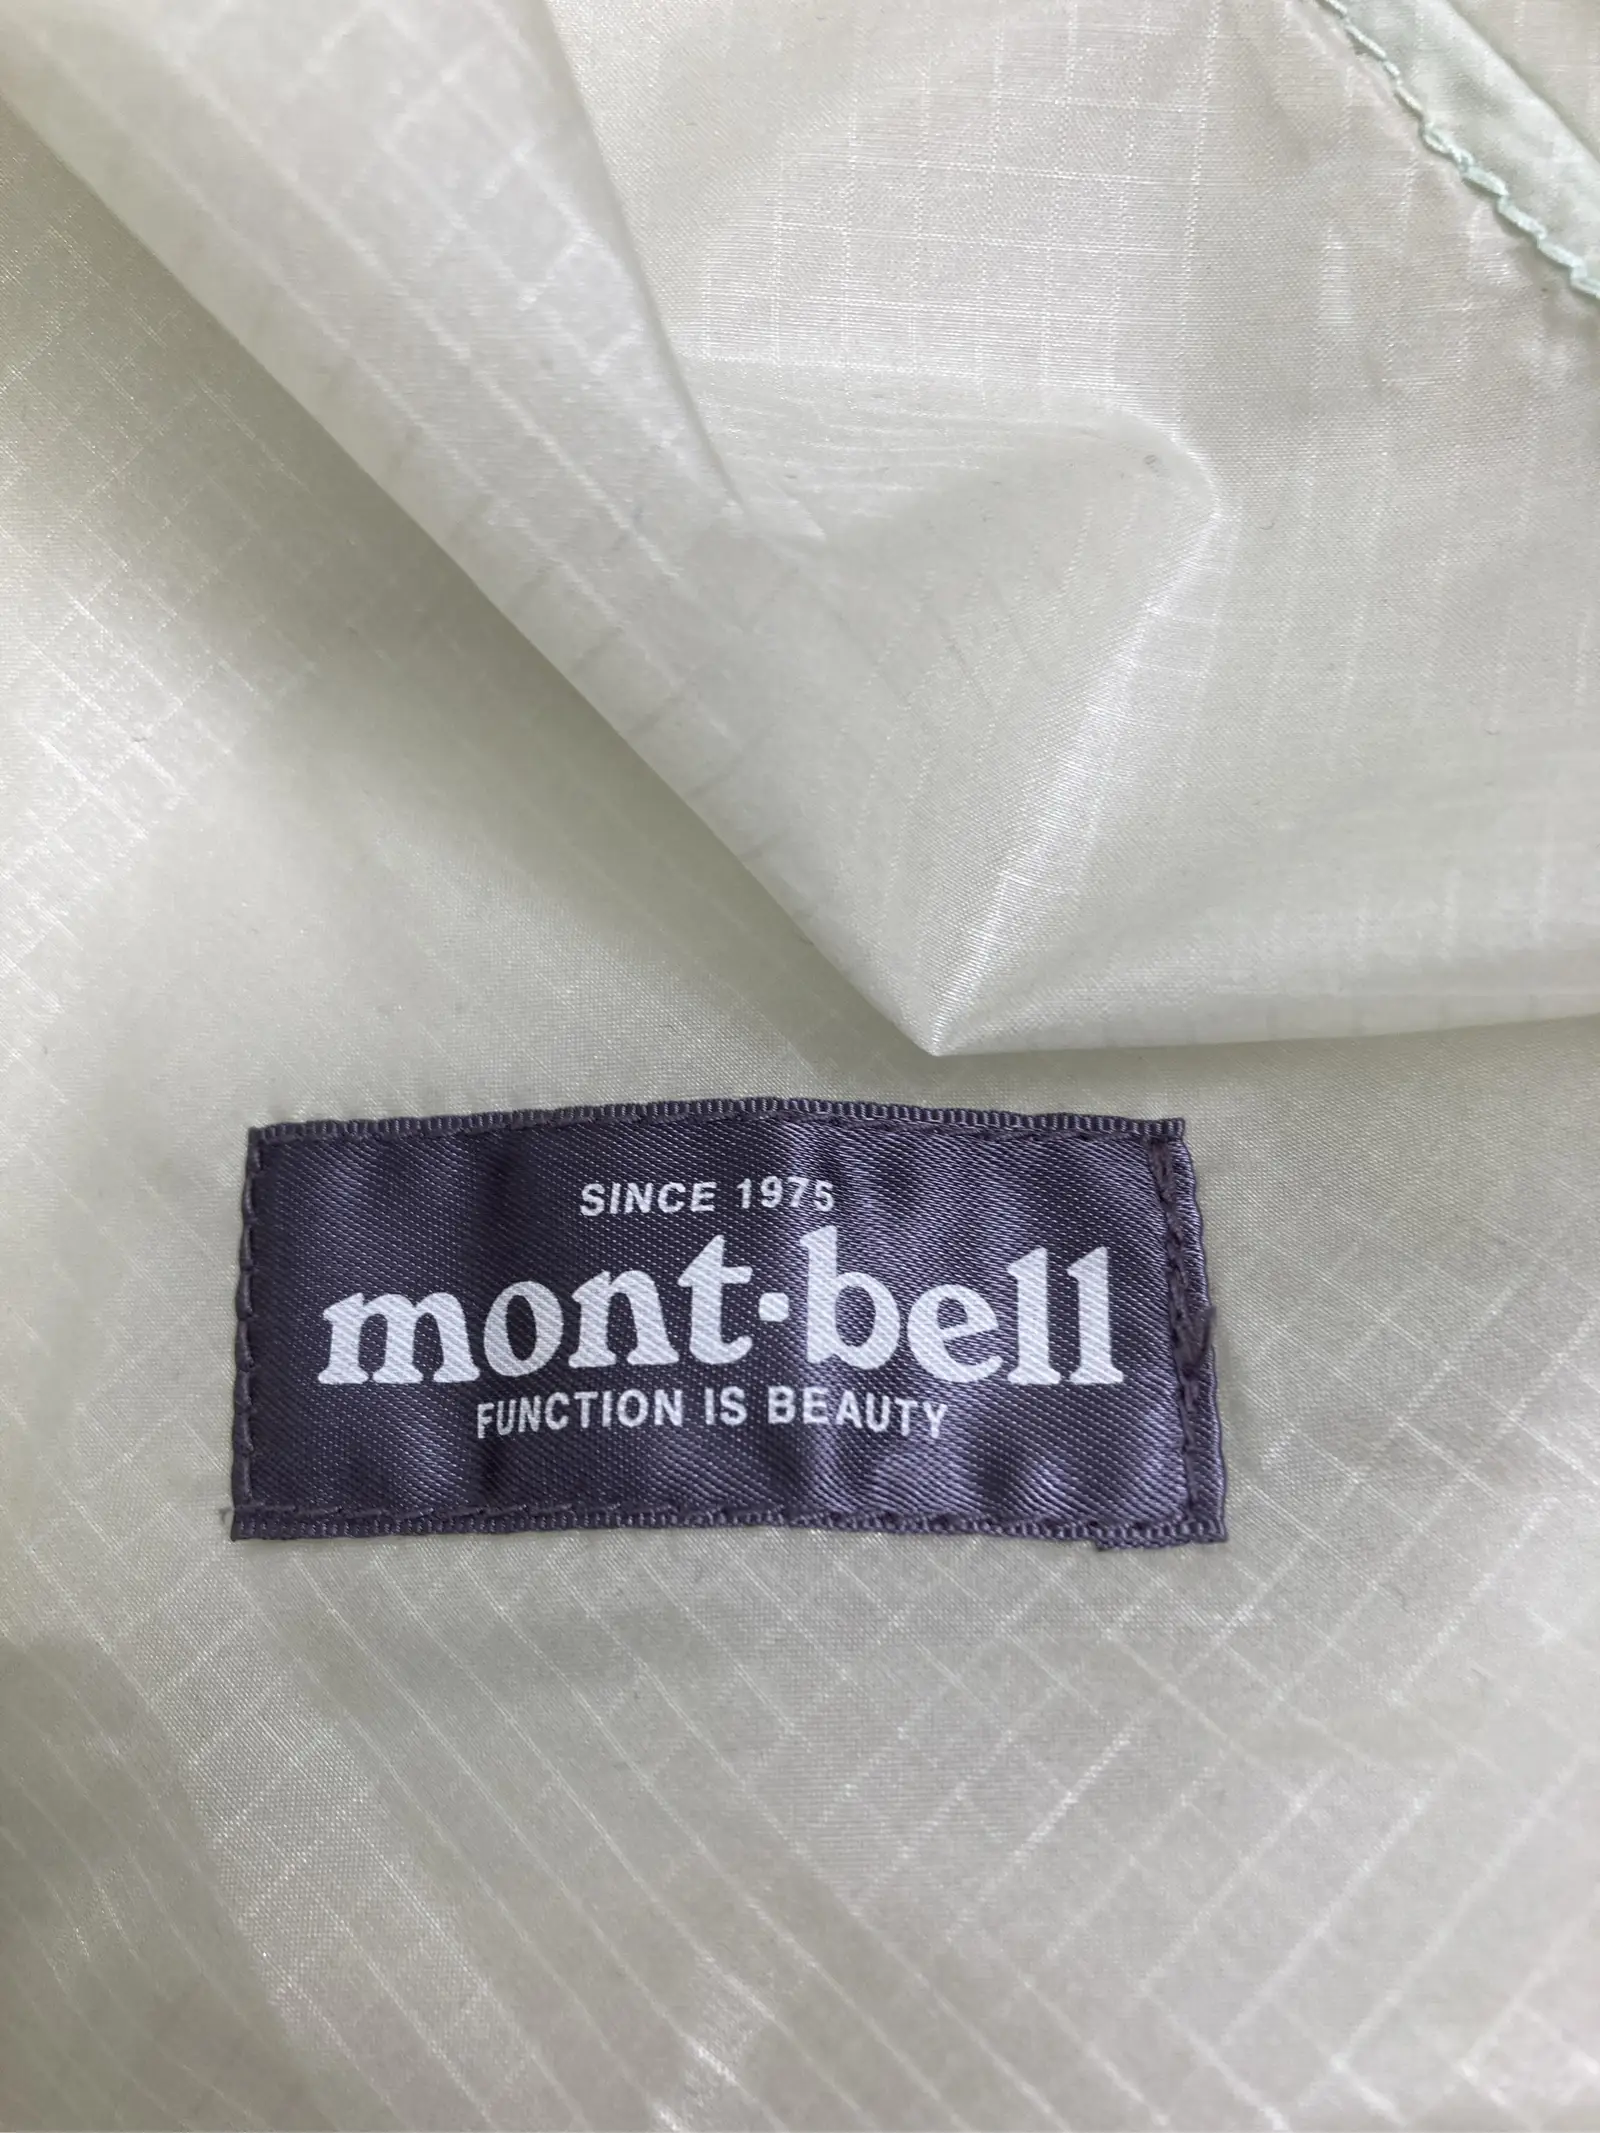 SINCE 1975
mont·bell
FUNCTION IS BEAUTY